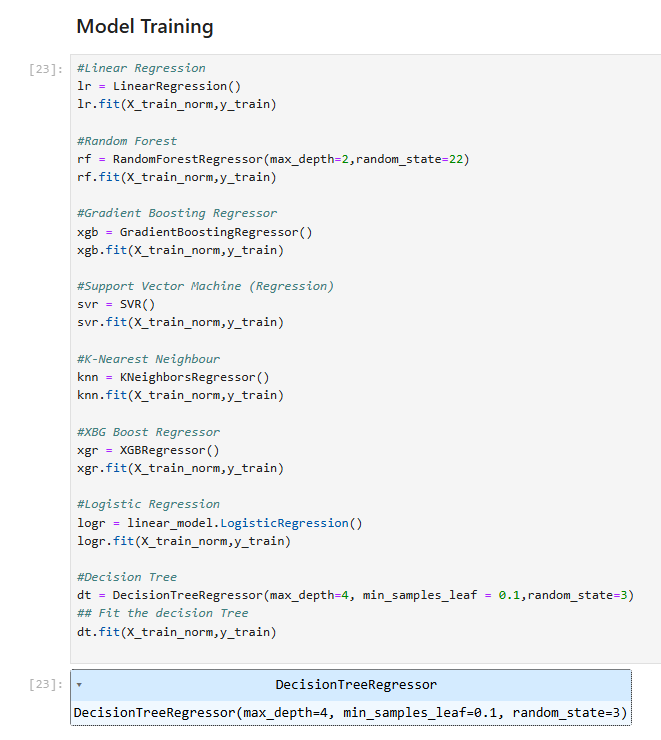 Model Training
[23]:
#Linear Regression
lr = LinearRegression()
lr.fit(X_train_norm,y_train)
#Random Forest
rf = RandomForestRegressor(max_depth=2,random_state=22)
rf.fit(X_train_norm,y_train)
#Gradient Boosting Regressor
xgb = GradientBoostingRegressor()
xgb.fit(X_train_norm,y_train)
#Support Vector Machine (Regression)
svr = SVR()
svr.fit(X_train_norm,y_train)
#K-Nearest Neighbour
knn = KNeighborsRegressor()
knn.fit(X_train_norm,y_train)
#XBG Boost Regressor
xgr = XGBRegressor()
xgr.fit(X_train_norm,y_train)
#Logistic Regression
logr = linear_model.LogisticRegression()
logr.fit(X_train_norm,y_train)
#Decision Tree
dt = DecisionTreeRegressor(max_depth=4, min_samples_leaf = 0.1,random_state=3)
## Fit the decision Tree
dt.fit(X_train_norm,y_train)
[23]:
DecisionTreeRegressor
DecisionTreeRegressor(max_depth=4, min_samples_leaf=0.1, random_state=3)